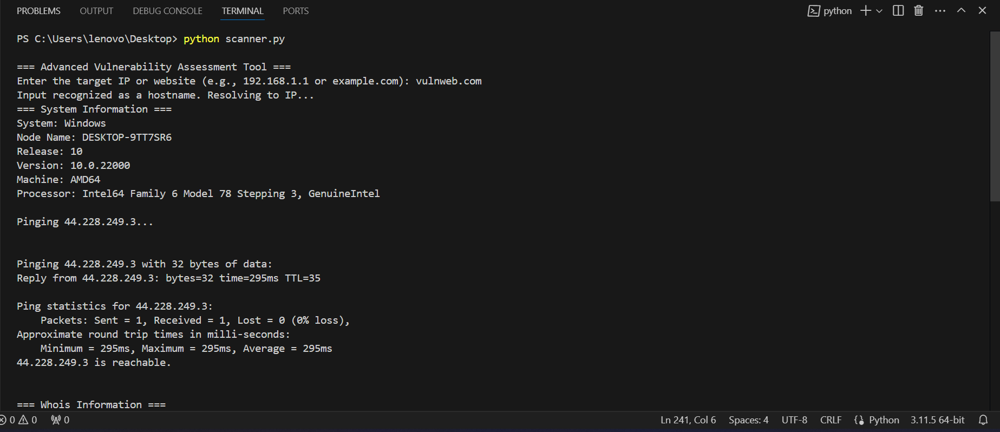 PROBLEMS OUTPUT DEBUG CONSOLE TERMINAL PORTS python
PS C:\Users\lenovo\Desktop> python scanner.py
=== Advanced Vulnerability Assessment Tool ===
Enter the target IP or website (e.g., 192.168.1.1 or example.com): vulnweb.com
Input recognized as a hostname. Resolving to IP...
=== System Information ===
System: Windows
Node Name: DESKTOP-9TT7SR6
Release: 10
Version: 10.0.22000
Machine: AMD64
Processor: Intel64 Family 6 Model 78 Stepping 3, GenuineIntel
Pinging 44.228.249.3...
Pinging 44.228.249.3 with 32 bytes of data:
Reply from 44.228.249.3: bytes=32 time=295ms TTL=35
Ping statistics for 44.228.249.3:
    Packets: Sent = 1, Received = 1, Lost = 0 (0% loss),
Approximate round trip times in milli-seconds:
    Minimum = 295ms, Maximum = 295ms, Average = 295ms
44.228.249.3 is reachable.
=== Whois Information ===
0 0 0 Ln 241, Col 6 Spaces: 4 UTF-8 CRLF Python 3.11.5 64-bit